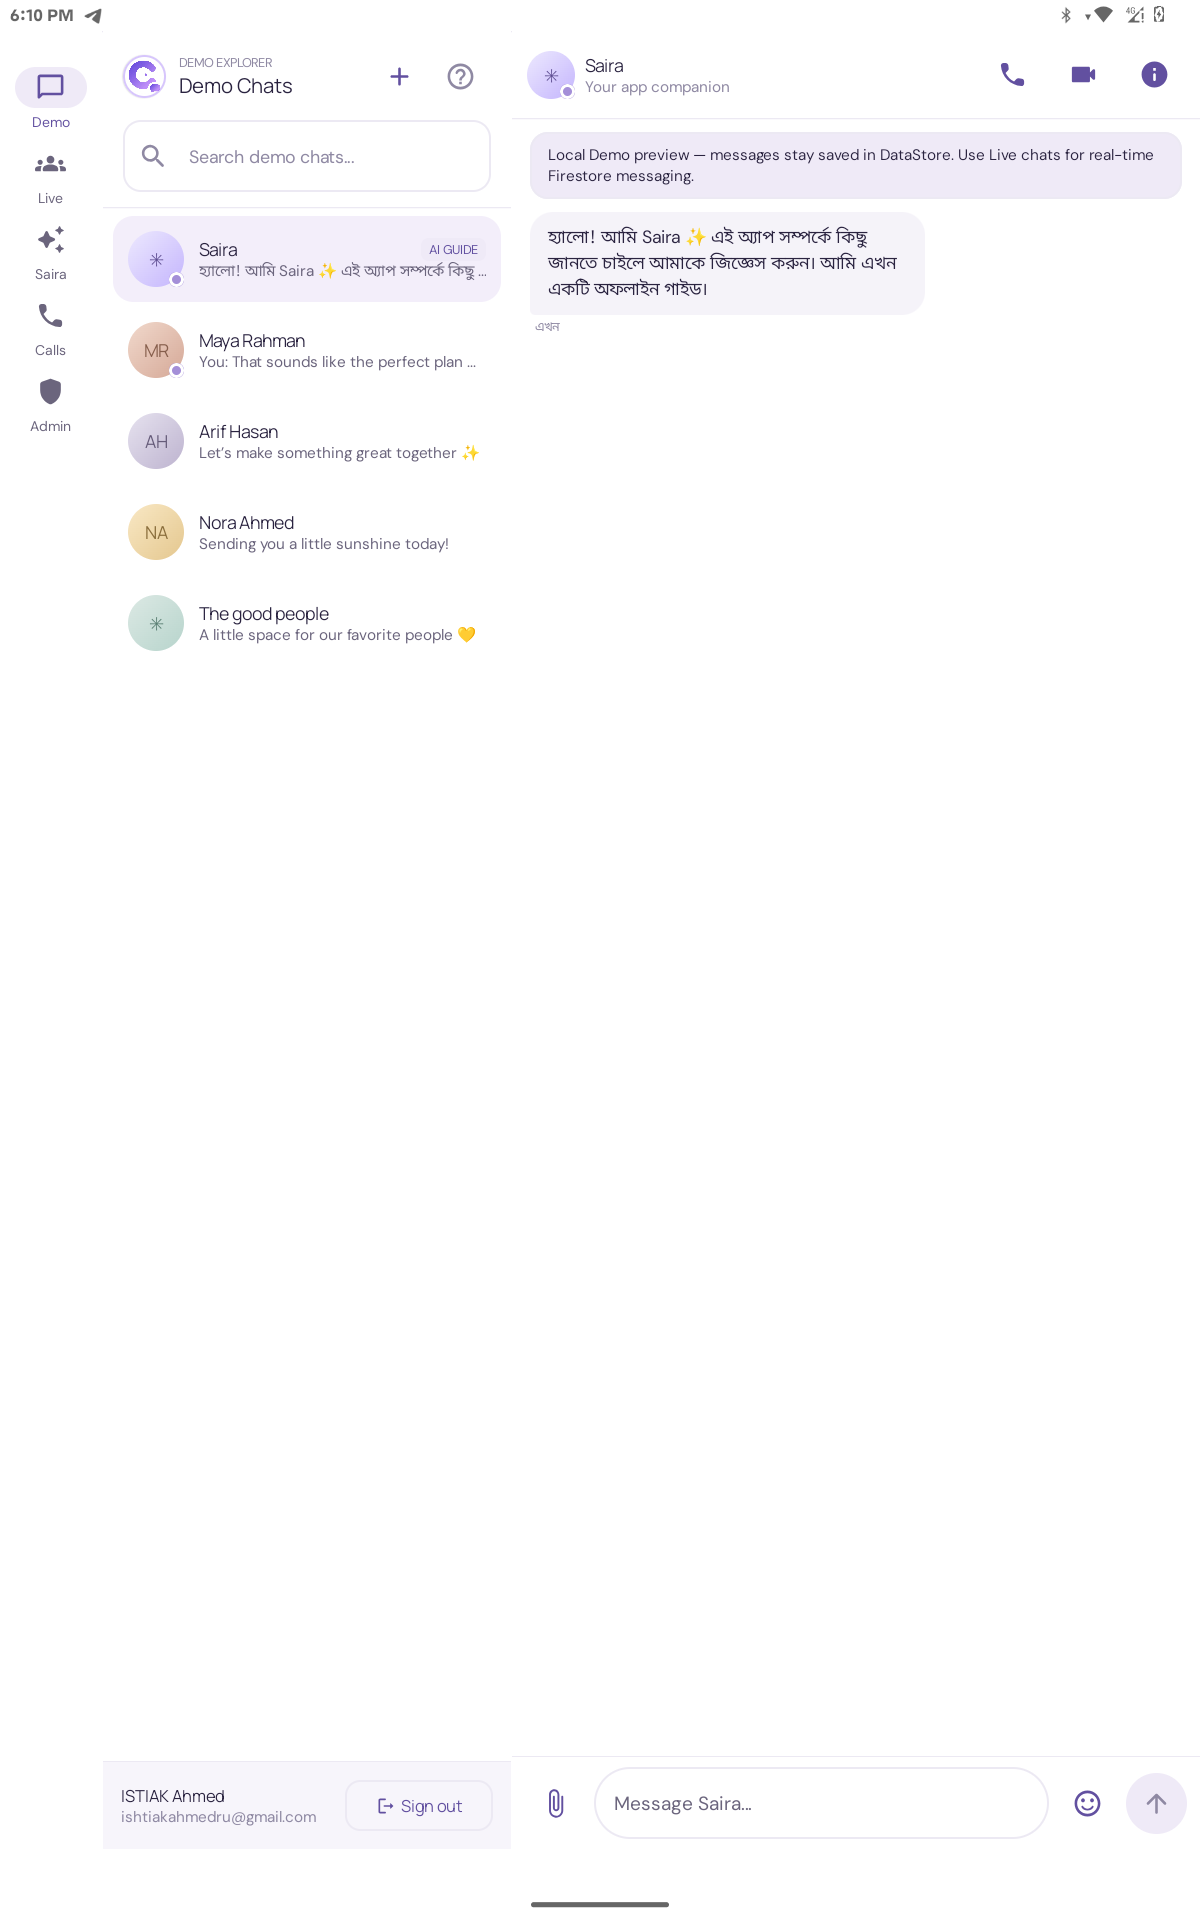 6:10 PM
4G
Demo
Live
Saira
Calls
Admin
DEMO EXPLORER
Demo Chats
Search demo chats...
Saira
AI GUIDE
হ্যালো! আমি Saira ✨ এই অ্যাপ সম্পর্কে কিছু ...
MR
Maya Rahman
You: That sounds like the perfect plan ...
AH
Arif Hasan
Let's make something great together ✨
NA
Nora Ahmed
Sending you a little sunshine today!
The good people
A little space for our favorite people 💛
ISTIAK Ahmed
ishtiakahmedru@gmail.com
Sign out
Saira
Your app companion
Local Demo preview — messages stay saved in DataStore. Use Live chats for real-time
Firestore messaging.
হ্যালো! আমি Saira ✨ এই অ্যাপ সম্পর্কে কিছু
জানতে চাইলে আমাকে জিজ্ঞেস করুন। আমি এখন
একটি অফলাইন গাইড।
এখন
Message Saira...